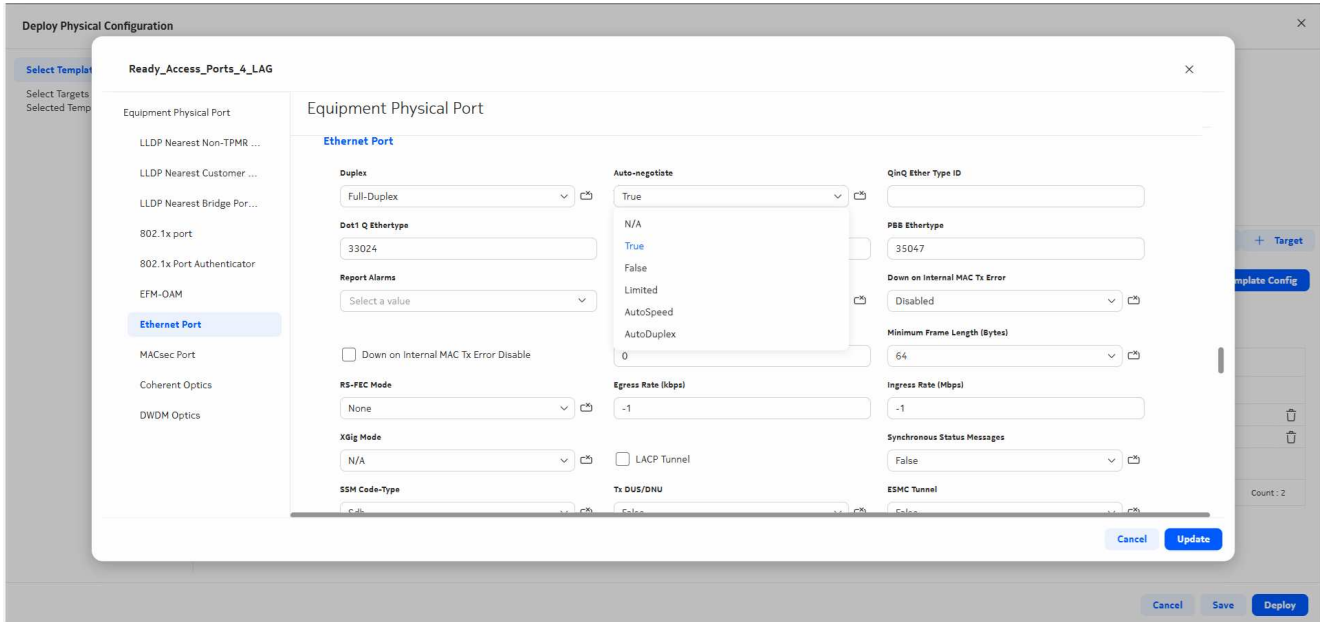 Deploy Physical Configuration
Select Templat
Select Targets
Selected Temp
Ready_Access_Ports_4_LAG
Equipment Physical Port
LLDP Nearest Non-TPMR ...
LLDP Nearest Customer ...
LLDP Nearest Bridge Por...
802.1x port
802.1x Port Authenticator
EFM-OAM
Ethernet Port
MACsec Port
Coherent Optics
DWDM Optics
Equipment Physical Port
Ethernet Port
Duplex
Full-Duplex
Auto-negotiate
True
QinQ Ether Type ID
N/A
True
False
Limited
AutoSpeed
AutoDuplex
Dot1 Q Ethertype
33024
PBB Ethertype
35047
Report Alarms
Select a value
Down on Internal MAC Tx Error
Disabled
Down on Internal MAC Tx Error Disable
0
Minimum Frame Length (Bytes)
64
RS-FEC Mode
None
Egress Rate (kbps)
-1
Ingress Rate (Mbps)
-1
XGig Mode
N/A
LACP Tunnel
Synchronous Status Messages
False
SSM Code-Type
Sdh
Tx DUS/DNU
False
ESMC Tunnel
False
Cancel
Update
+ Target
mplate Config
Count : 2
Cancel
Save
Deploy